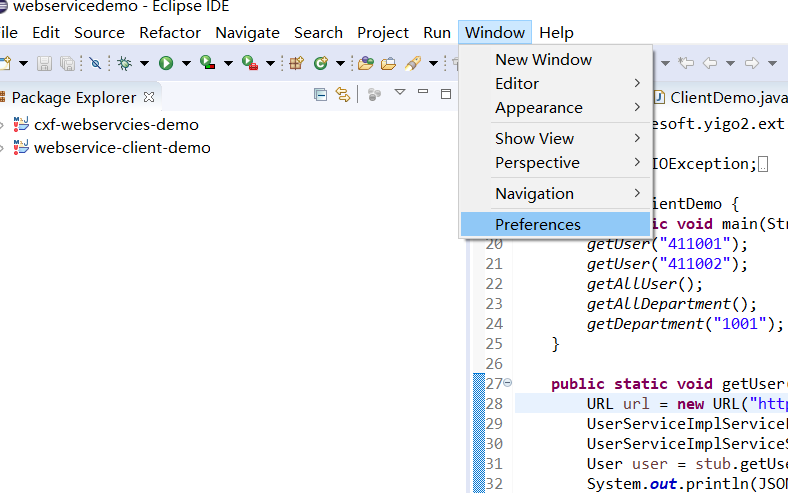 webservicedemo - Eclipse IDE
ile Edit Source Refactor Navigate Search Project Run Window Help
New Window
Editor
Appearance
Show View
Perspective
Navigation
Preferences
Package Explorer
cxf-webservcies-demo
webservice-client-demo
ClientDemo.java
esoft.yigo2.ext
IOException;
ientDemo {
ic void main(Str
20 getUser("411001");
21 getUser("411002");
22 getAllUser();
23 getAllDepartment();
24 getDepartment("1001");
25 }
26
27 public static void getUser(
28 URL url = new URL("http
29 UserServiceImplService
30 UserServiceImplServiceS
31 User user = stub.getUse
32 System.out.println(JSON